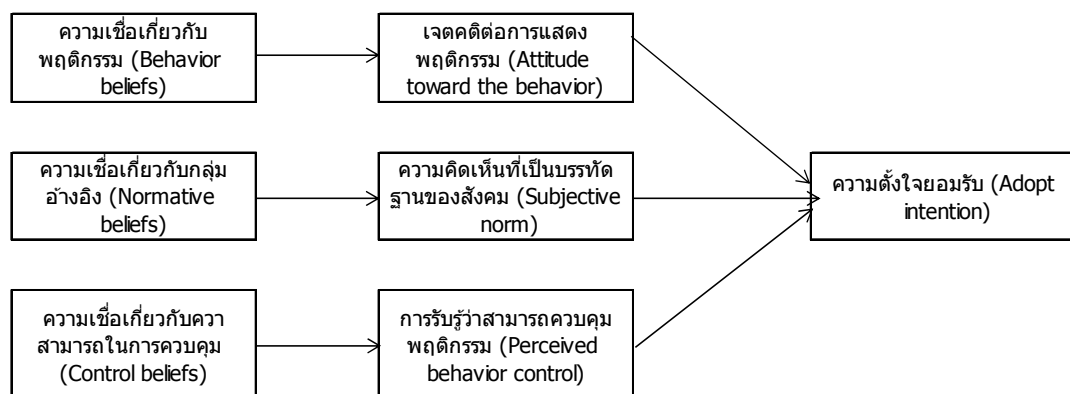 ความเชื่อเกี่ยวกับ
พฤติกรรม (Behavior
beliefs)
เจตคติต่อการแสดง
พฤติกรรม (Attitude
toward the behavior)
ความเชื่อเกี่ยวกับกลุ่ม
อ้างอิง (Normative
beliefs)
ความคิดเห็นที่เป็นบรรทัด
ฐานของสังคม (Subjective
norm)
ความตั้งใจยอมรับ (Adopt
intention)
ความเชื่อเกี่ยวกับควา
สามารถในการควบคุม
(Control beliefs)
การรับรู้ว่าสามารถควบคุม
พฤติกรรม (Perceived
behavior control)